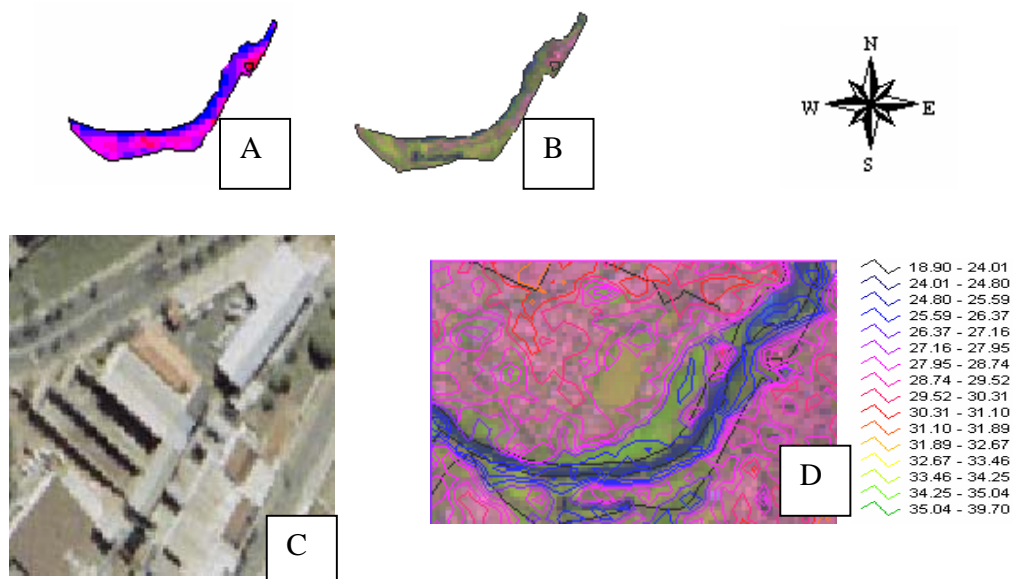 A
B
N
W E
S
C
D
18.90 - 24.01
24.01 - 24.80
24.80 - 25.59
25.59 - 26.37
26.37 - 27.16
27.16 - 27.95
27.95 - 28.74
28.74 - 29.52
29.52 - 30.31
30.31 - 31.10
31.10 - 31.89
31.89 - 32.67
32.67 - 33.46
33.46 - 34.25
34.25 - 35.04
35.04 - 39.70